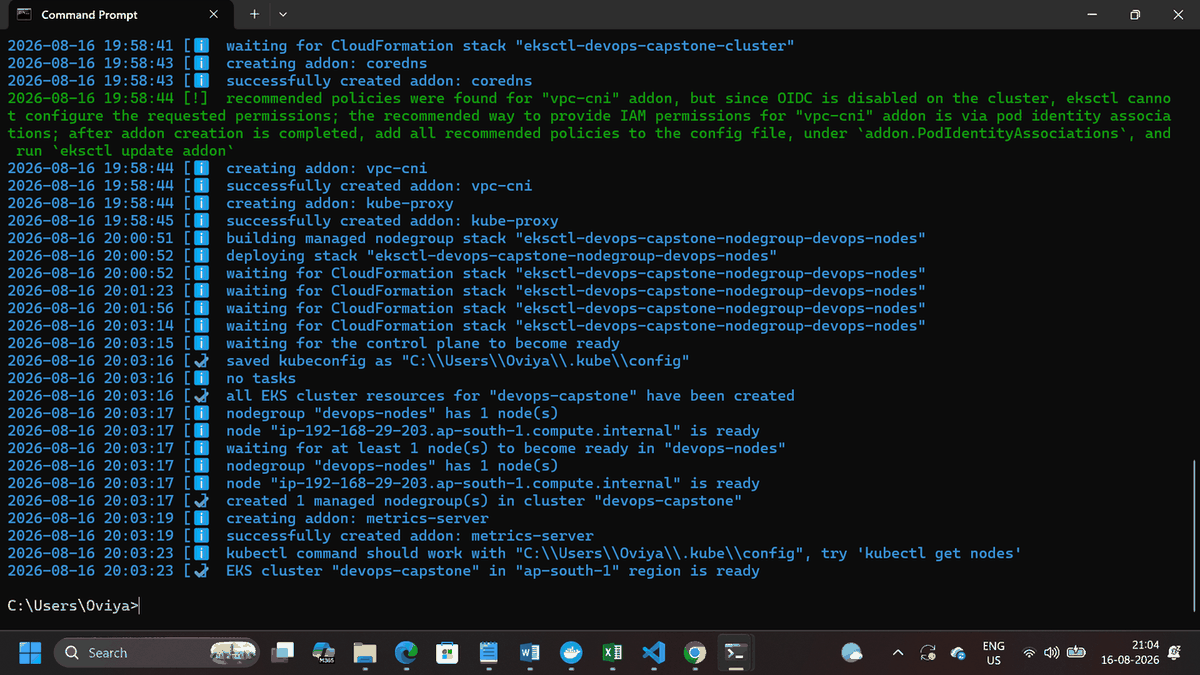 Command Prompt
2026-08-16 19:58:41 [ℹ] waiting for CloudFormation stack "eksctl-devops-capstone-cluster"
2026-08-16 19:58:43 [ℹ] creating addon: coredns
2026-08-16 19:58:43 [ℹ] successfully created addon: coredns
2026-08-16 19:58:44 [!] recommended policies were found for "vpc-cni" addon, but since OIDC is disabled on the cluster, eksctl canno
t configure the requested permissions; the recommended way to provide IAM permissions for "vpc-cni" addon is via pod identity associa
tions; after addon creation is completed, add all recommended policies to the config file, under `addon.PodIdentityAssociations`, and
run `eksctl update addon`
2026-08-16 19:58:44 [ℹ] creating addon: vpc-cni
2026-08-16 19:58:44 [ℹ] successfully created addon: vpc-cni
2026-08-16 19:58:44 [ℹ] creating addon: kube-proxy
2026-08-16 19:58:45 [ℹ] successfully created addon: kube-proxy
2026-08-16 20:00:51 [ℹ] building managed nodegroup stack "eksctl-devops-capstone-nodegroup-devops-nodes"
2026-08-16 20:00:52 [ℹ] deploying stack "eksctl-devops-capstone-nodegroup-devops-nodes"
2026-08-16 20:00:52 [ℹ] waiting for CloudFormation stack "eksctl-devops-capstone-nodegroup-devops-nodes"
2026-08-16 20:01:23 [ℹ] waiting for CloudFormation stack "eksctl-devops-capstone-nodegroup-devops-nodes"
2026-08-16 20:01:56 [ℹ] waiting for CloudFormation stack "eksctl-devops-capstone-nodegroup-devops-nodes"
2026-08-16 20:03:14 [ℹ] waiting for CloudFormation stack "eksctl-devops-capstone-nodegroup-devops-nodes"
2026-08-16 20:03:15 [ℹ] waiting for the control plane to become ready
2026-08-16 20:03:16 [✔ saved kubeconfig as "C:\\Users\\Oviya\\.kube\\config"
2026-08-16 20:03:16 [ℹ] no tasks
2026-08-16 20:03:16 [✔ all EKS cluster resources for "devops-capstone" have been created
2026-08-16 20:03:17 [ℹ] nodegroup "devops-nodes" has 1 node(s)
2026-08-16 20:03:17 [ℹ] node "ip-192-168-29-203.ap-south-1.compute.internal" is ready
2026-08-16 20:03:17 [ℹ] waiting for at least 1 node(s) to become ready in "devops-nodes"
2026-08-16 20:03:17 [ℹ] nodegroup "devops-nodes" has 1 node(s)
2026-08-16 20:03:17 [ℹ] node "ip-192-168-29-203.ap-south-1.compute.internal" is ready
2026-08-16 20:03:17 [✔ created 1 managed nodegroup(s) in cluster "devops-capstone"
2026-08-16 20:03:19 [ℹ] creating addon: metrics-server
2026-08-16 20:03:19 [ℹ] successfully created addon: metrics-server
2026-08-16 20:03:23 [ℹ] kubectl command should work with "C:\\Users\\Oviya\\.kube\\config", try 'kubectl get nodes'
2026-08-16 20:03:23 [✔ EKS cluster "devops-capstone" in "ap-south-1" region is ready
C:\Users\Oviya>
Search
M365
ENG
US
21:04
16-08-2026